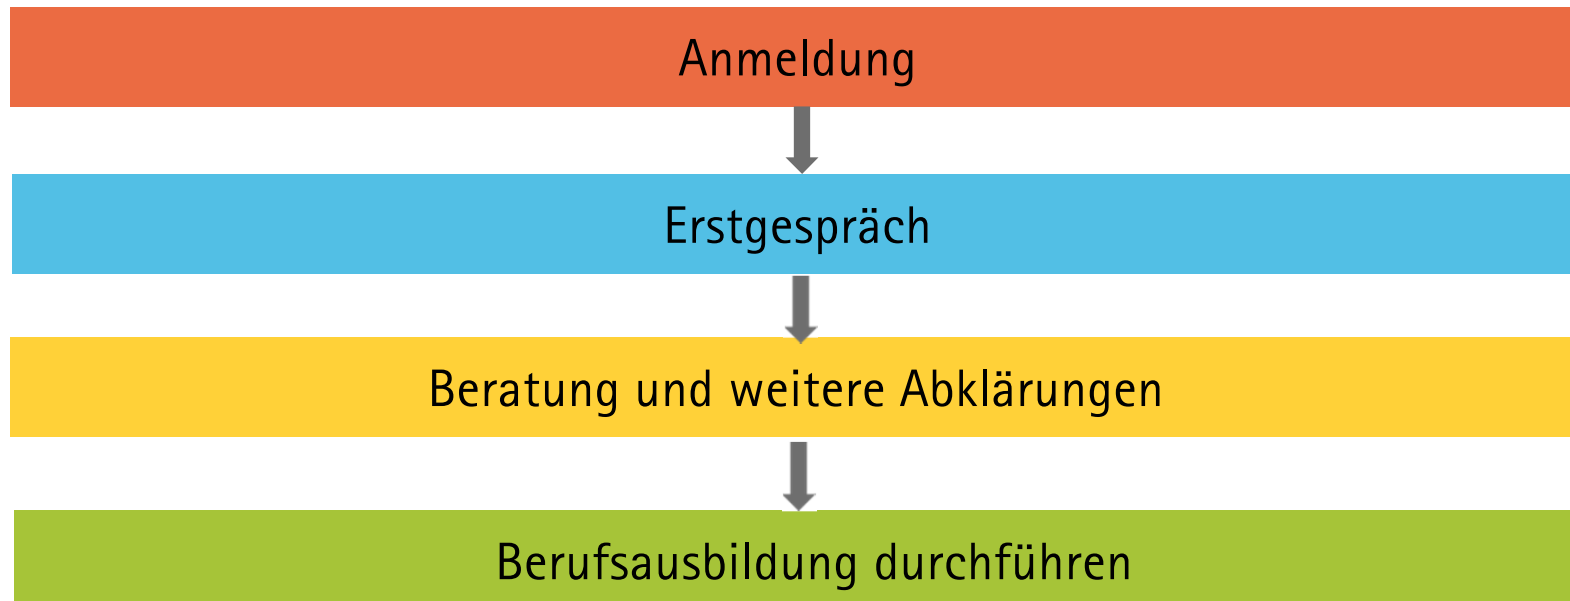 Anmeldung
Erstgespräch
Beratung und weitere Abklärungen
Berufsausbildung durchführen